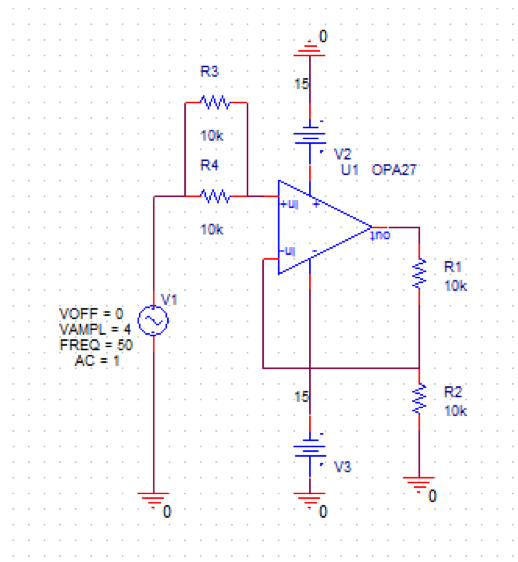 0
R3
15
10k
R4
V2
U1 OPA27
10k
+uI
+
out
-uI
-
R1
10k
V1
VOFF = 0
VAMPL = 4
FREQ = 50
AC = 1
15
R2
10k
V3
0
0
0